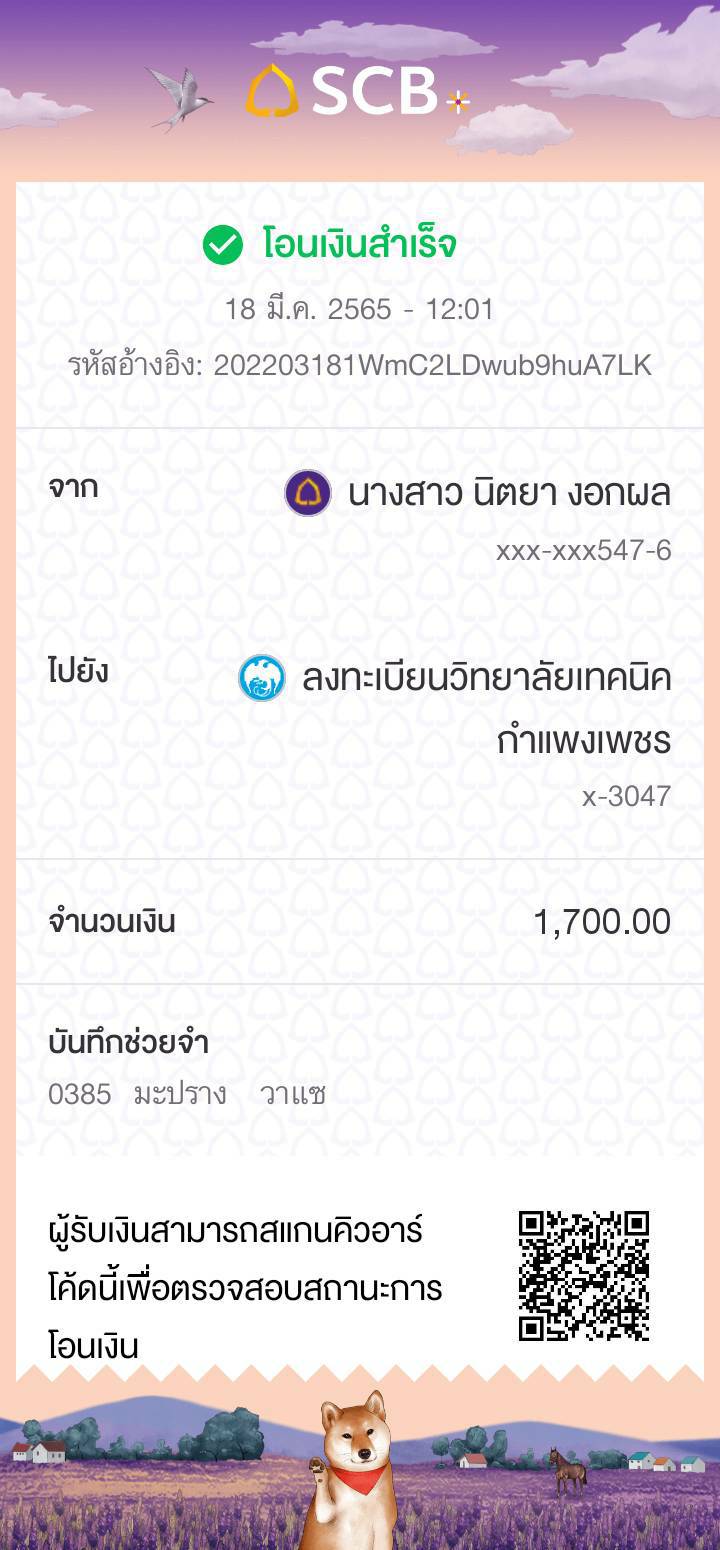 SCB
โอนเงินสำเร็จ
18 มี.ค. 2565 - 12:01
รหัสอ้างอิง: 202203181WmC2LDwub9huA7LK
จาก
นางสาว นิตยา งอกผล
xxx-xxx547-6
ไปยัง
ลงทะเบียนวิทยาลัยเทคนิค
กำแพงเพชร
x-3047
จำนวนเงิน
1,700.00
บันทึกช่วยจำ
0385 มะปราง วาแซ
ผู้รับเงินสามารถสแกนคิวอาร์
โค้ดนี้เพื่อตรวจสอบสถานะการ
โอนเงิน